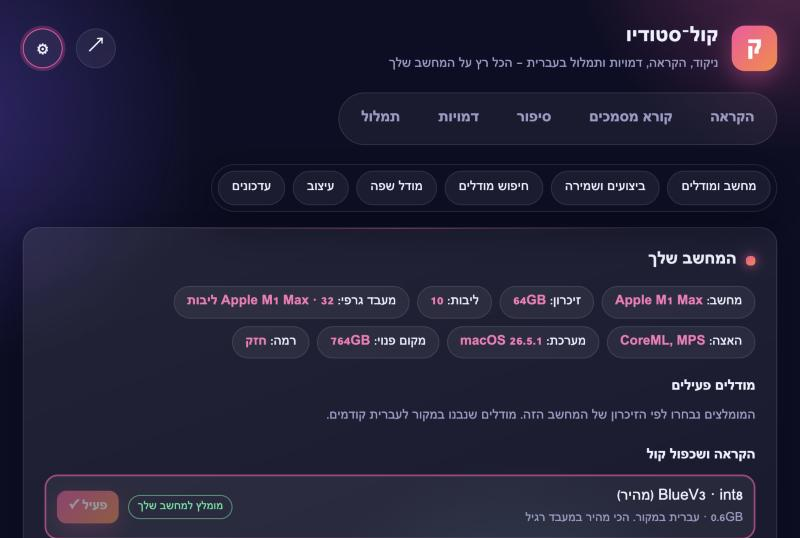 ק
קול־סטודיו
ניקוד, הקראה, דמויות ותמלול בעברית – הכל רץ על המחשב שלך
הקראה
קורא מסמכים
סיפור
דמויות
תמלול
מחשב ומודלים
ביצועים ושמירה
חיפוש מודלים
מודל שפה
עיצוב
עדכונים
המחשב שלך
מחשב: Apple M1 Max
זיכרון: 64GB
ליבות: 10
מעבד גרפי: Apple M1 Max · 32 ליבות
האצה: CoreML, MPS
מערכת: macOS 26.5.1
מקום פנוי: 764GB
רמה: חזק
מודלים פעילים
המומלצים נבחרו לפי הזיכרון של המחשב הזה. מודלים שנבנו במקור לעברית קודמים.
הקראה ושכפול קול
BlueV3 · int8 (מהיר)
0.6GB · עברית במקור. הכי מהיר במעבד רגיל
מומלץ למחשב שלך
פעיל ✓